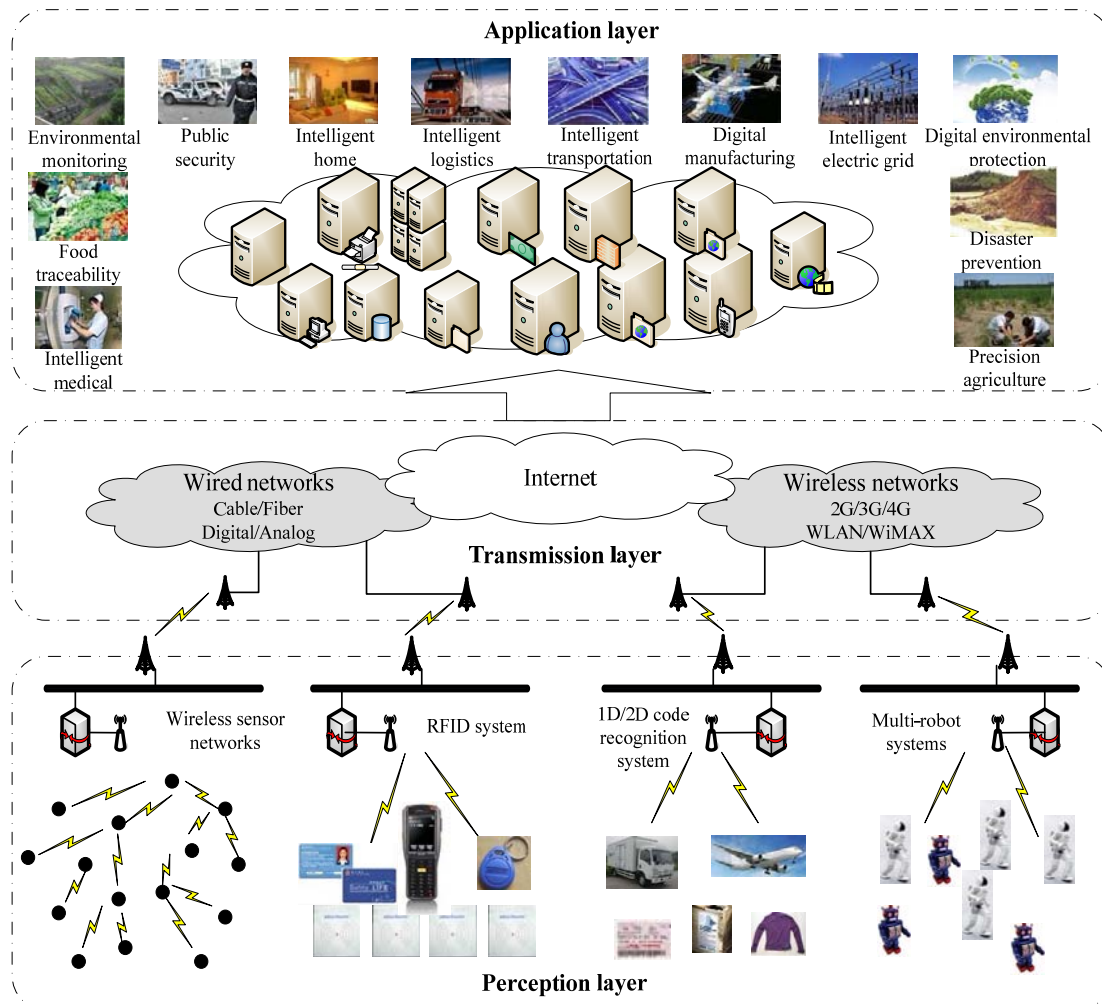 Application layer
Environmental
monitoring
Public
security
Intelligent
home
Intelligent
logistics
Intelligent
transportation
Digital
manufacturing
Intelligent
electric grid
Digital environmental
protection
Food
traceability
Disaster
prevention
Intelligent
medical
Precision
agriculture
Internet
Wired networks
Cable/Fiber
Digital/Analog
Wireless networks
2G/3G/4G
WLAN/WiMAX
Transmission layer
Wireless sensor
networks
RFID system
1D/2D code
recognition
system
Multi-robot
systems
Perception layer